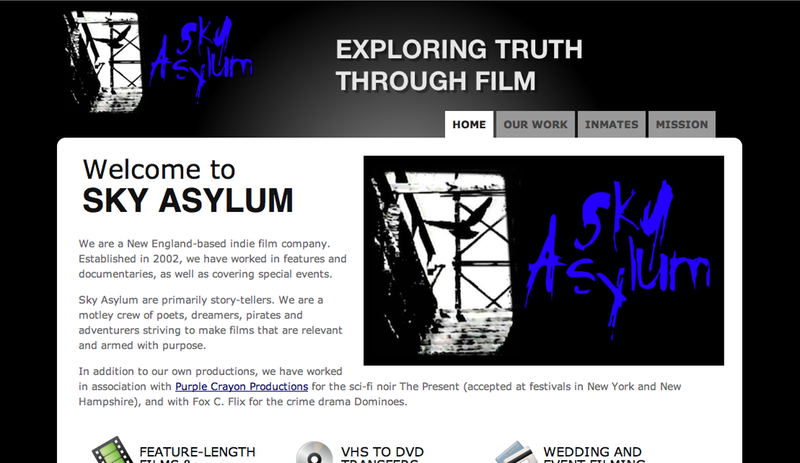 Sky
Asylum
EXPLORING TRUTH
THROUGH FILM
HOME
OUR WORK
INMATES
MISSION
Welcome to
SKY ASYLUM
Sky
Asylum
We are a New England-based indie film company.
Established in 2002, we have worked in features and
documentaries, as well as covering special events.
Sky Asylum are primarily story-tellers. We are a
motley crew of poets, dreamers, pirates and
adventurers striving to make films that are relevant
and armed with purpose.
In addition to our own productions, we have worked
in association with Purple Crayon Productions for the sci-fi noir The Present (accepted at festivals in New York and New
Hampshire), and with Fox C. Flix for the crime drama Dominoes.
FEATURE-LENGTH
FILMS &
VHS TO DVD
TRANSFERS
WEDDING AND
EVENT FILMING